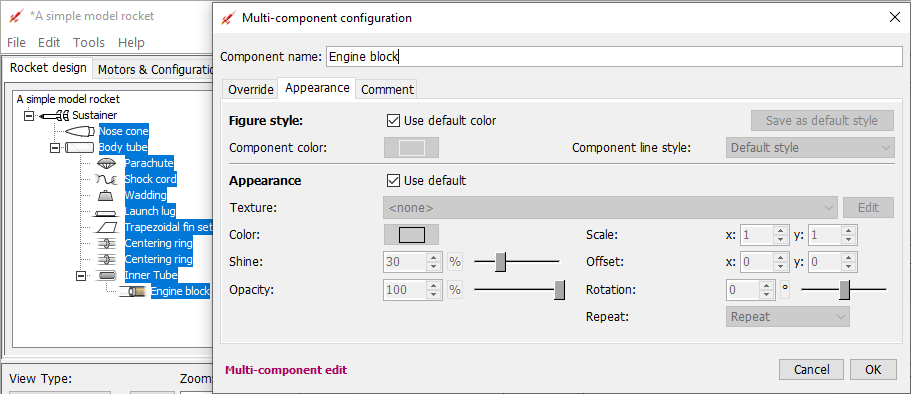 *A simple model rocket
File Edit Tools Help
Rocket design Motors & Configuratio
A simple model rocket
Sustainer
Nose cone
Body tube
Parachute
Shock cord
Wadding
Launch lug
Trapezoidal fin set
Centering ring
Centering ring
Inner Tube
Engine block
View Type: Zoom:
Multi-component configuration
Component name: Engine block
Override Appearance Comment
Figure style: Use default color Save as default style
Component color: Component line style: Default style
Appearance Use default
Texture: <none> Edit
Color: Scale: x: 1 y: 1
Shine: 30 % Offset: x: 0 y: 0
Opacity: 100 % Rotation: 0 °
Repeat: Repeat
Multi-component edit Cancel OK